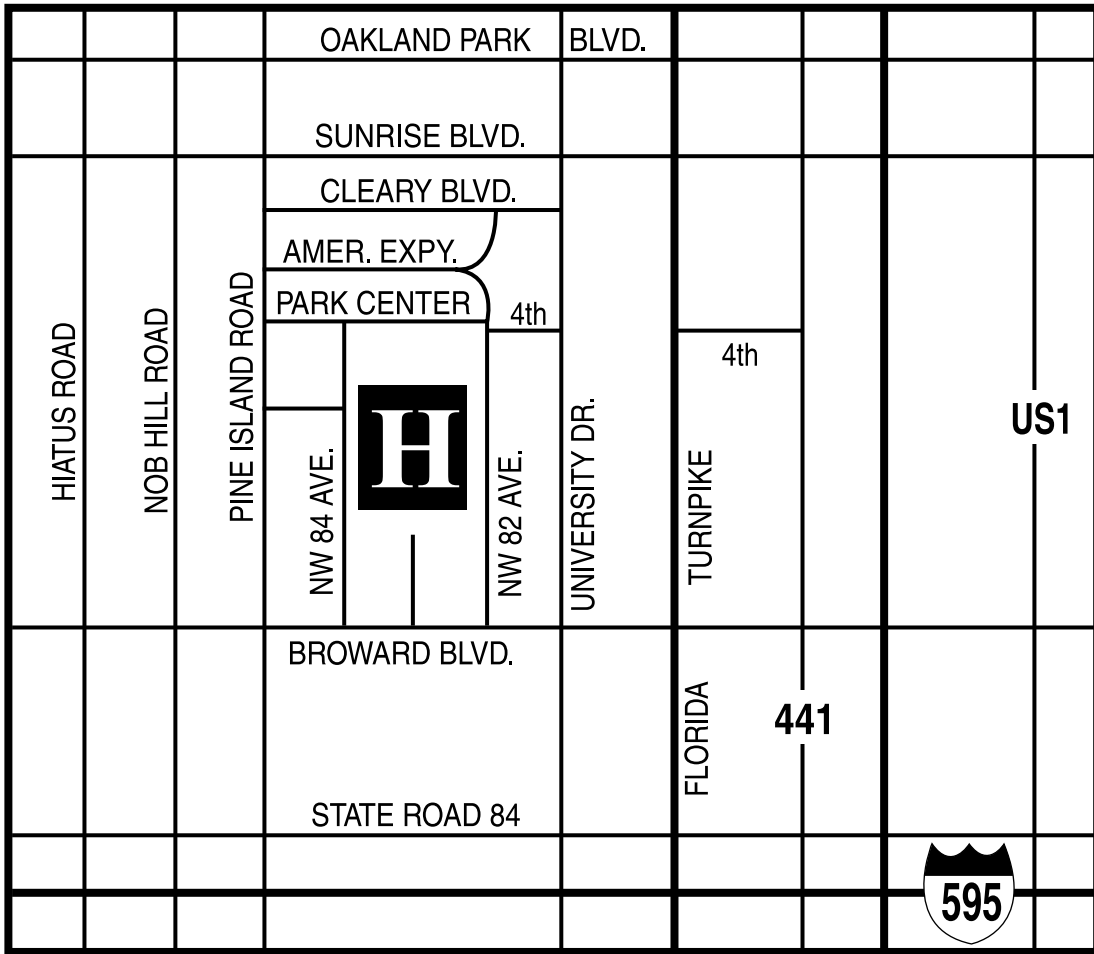 OAKLAND PARK BLVD.
SUNRISE BLVD.
CLEARY BLVD.
AMER. EXPY.
PARK CENTER
4th
4th
HIATUS ROAD
NOB HILL ROAD
PINE ISLAND ROAD
NW 84 AVE.
H
NW 82 AVE.
UNIVERSITY DR.
TURNPIKE
US1
BROWARD BLVD.
FLORIDA
441
STATE ROAD 84
595